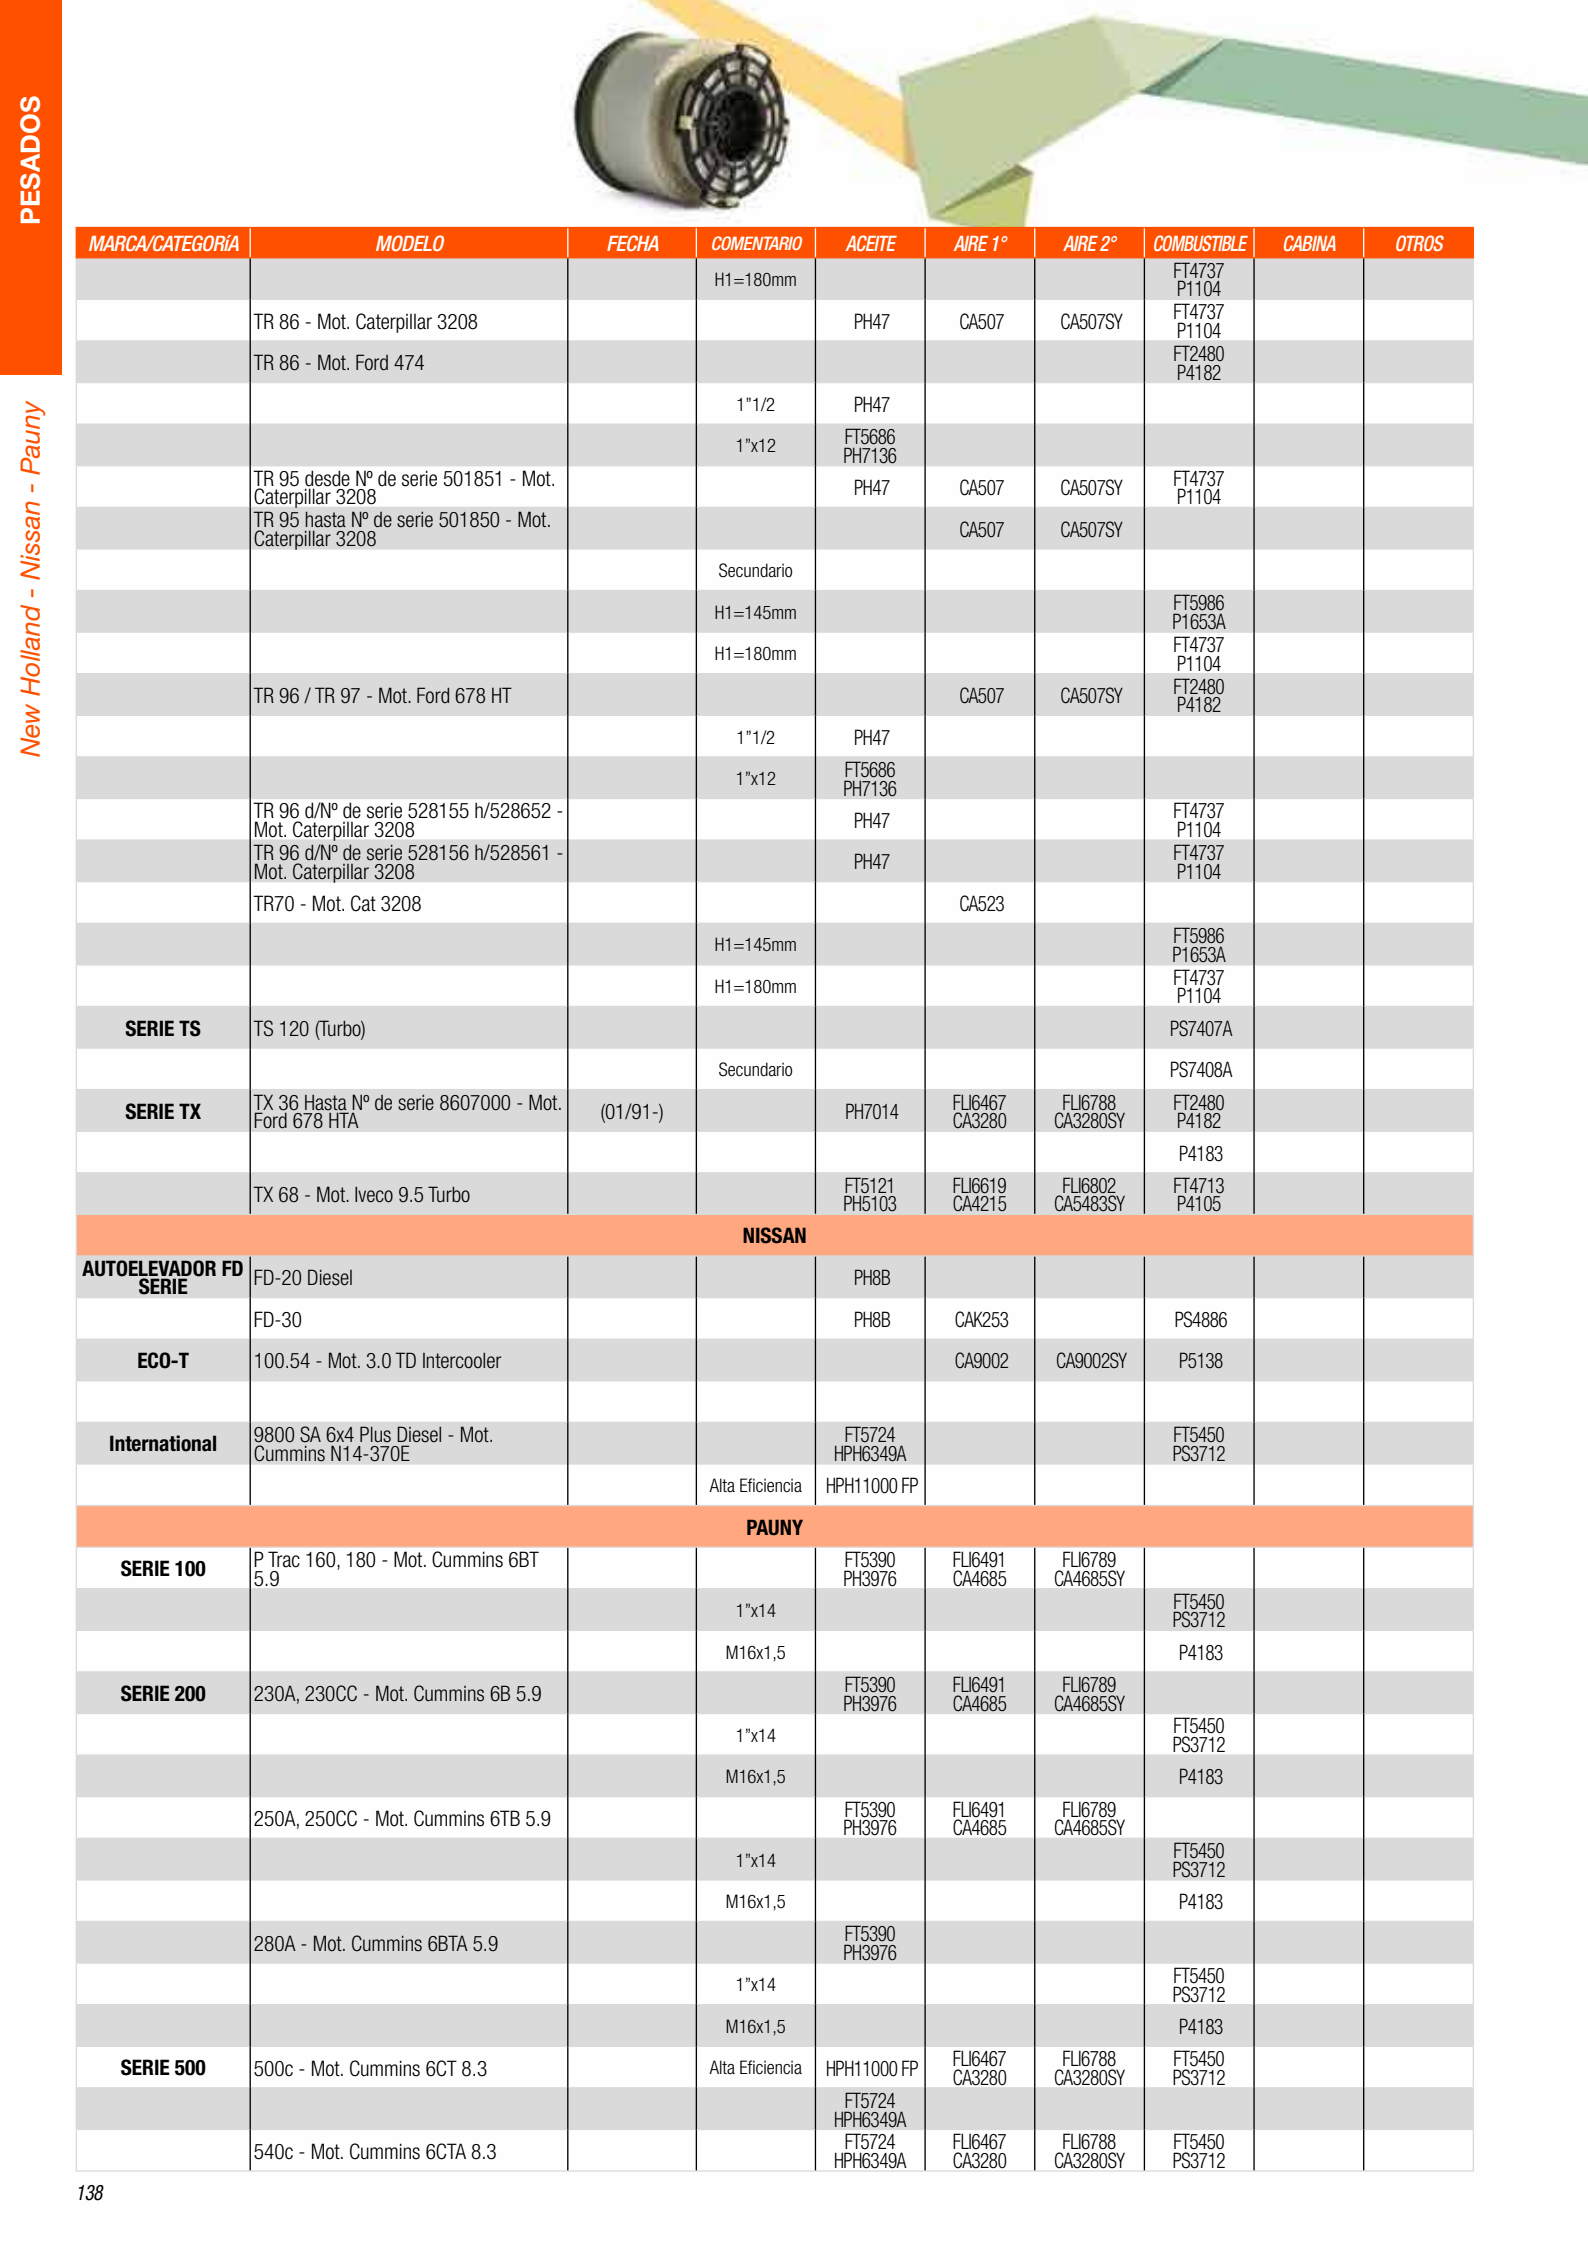 PESADOS
New Holland - Nissan - Pauny
MARCA/CATEGORíA MODELO FECHA COMENTARIO ACEITE AIRE 1° AIRE 2° COMBUSTIBLE CABINA OTROS
H1=180mm FT4737
P1104
TR 86 - Mot. Caterpillar 3208 PH47 CA507 CA507SY FT4737
P1104
TR 86 - Mot. Ford 474 FT2480
P4182
1”1/2 PH47
1”x12 FT5686
PH7136
TR 95 desde Nº de serie 501851 - Mot.
Caterpillar 3208 PH47 CA507 CA507SY FT4737
P1104
TR 95 hasta Nº de serie 501850 - Mot.
Caterpillar 3208 CA507 CA507SY
Secundario
H1=145mm FT5986
P1653A
H1=180mm FT4737
P1104
TR 96 / TR 97 - Mot. Ford 678 HT CA507 CA507SY FT2480
P4182
1”1/2 PH47
1”x12 FT5686
PH7136
TR 96 d/Nº de serie 528155 h/528652 -
Mot. Caterpillar 3208 PH47 FT4737
P1104
TR 96 d/Nº de serie 528156 h/528561 -
Mot. Caterpillar 3208 PH47 FT4737
P1104
TR70 - Mot. Cat 3208 CA523
H1=145mm FT5986
P1653A
H1=180mm FT4737
P1104
SERIE TS TS 120 (Turbo) PS7407A
Secundario PS7408A
SERIE TX TX 36 Hasta Nº de serie 8607000 - Mot.
Ford 678 HTA (01/91-) PH7014 FLI6467
CA3280 FLI6788
CA3280SY FT2480
P4182
P4183
TX 68 - Mot. Iveco 9.5 Turbo FT5121
PH5103 FLI6619
CA4215 FLI6802
CA5483SY FT4713
P4105
NISSAN
AUTOELEVADOR FD
SERIE FD-20 Diesel PH8B
FD-30 PH8B CAK253 PS4886
ECO-T 100.54 - Mot. 3.0 TD Intercooler CA9002 CA9002SY P5138
International 9800 SA 6x4 Plus Diesel - Mot.
Cummins N14-370E FT5724
HPH6349A FT5450
PS3712
Alta Eficiencia HPH11000 FP
PAUNY
SERIE 100 P Trac 160, 180 - Mot. Cummins 6BT
5.9 FT5390
PH3976 FLI6491
CA4685 FLI6789
CA4685SY
1”x14 FT5450
PS3712
M16x1,5 P4183
SERIE 200 230A, 230CC - Mot. Cummins 6B 5.9 FT5390
PH3976 FLI6491
CA4685 FLI6789
CA4685SY
1”x14 FT5450
PS3712
M16x1,5 P4183
250A, 250CC - Mot. Cummins 6TB 5.9 FT5390
PH3976 FLI6491
CA4685 FLI6789
CA4685SY
1”x14 FT5450
PS3712
M16x1,5 P4183
280A - Mot. Cummins 6BTA 5.9 FT5390
PH3976
1”x14 FT5450
PS3712
M16x1,5 P4183
SERIE 500 500c - Mot. Cummins 6CT 8.3 Alta Eficiencia HPH11000 FP FLI6467
CA3280 FLI6788
CA3280SY FT5450
PS3712
FT5724
HPH6349A
540c - Mot. Cummins 6CTA 8.3 FT5724
HPH6349A FLI6467
CA3280 FLI6788
CA3280SY FT5450
PS3712
138